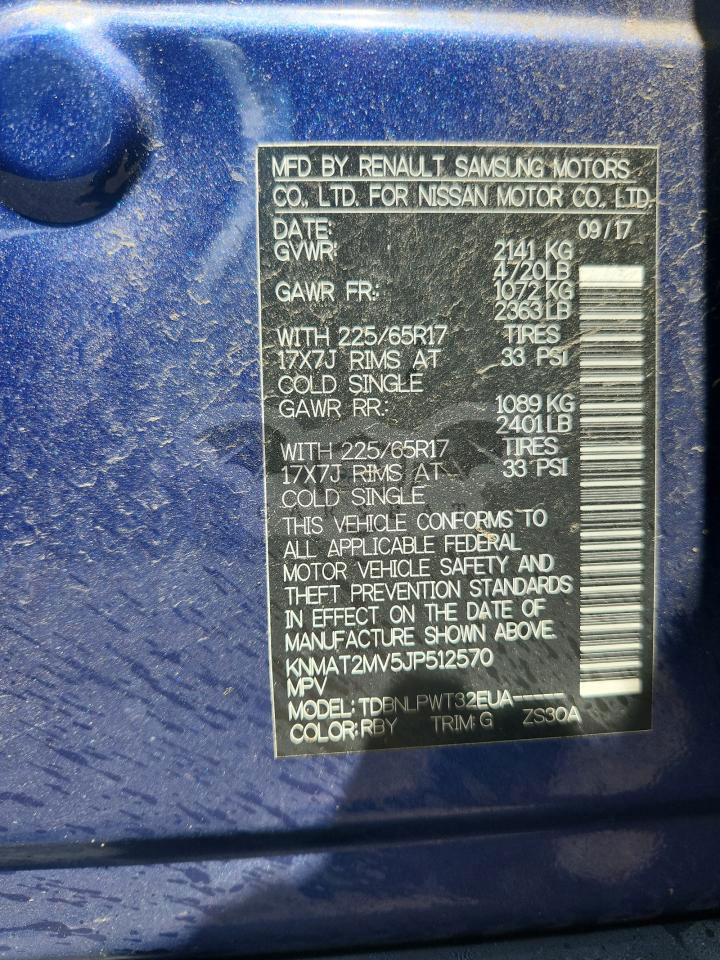 MFD BY RENAULT SAMSUNG MOTORS
CO., LTD. FOR NISSAN MOTOR CO., LTD.
DATE: 09/17
GVWR: 2141 KG
4720LB
GAWR FR: 1072 KG
2363LB
WITH 225/65R17 TIRES
17X7J RIMS AT 33 PSI
COLD SINGLE
GAWR RR: 1089 KG
2401LB
WITH 225/65R17 TIRES
17X7J RIMS AT 33 PSI
COLD SINGLE
THIS VEHICLE CONFORMS TO
ALL APPLICABLE FEDERAL
MOTOR VEHICLE SAFETY AND
THEFT PREVENTION STANDARDS
IN EFFECT ON THE DATE OF
MANUFACTURE SHOWN ABOVE.
KNMAT2MV5JP512570
MPV
MODEL: TDBNLPWT32EUA-----
COLOR: RBY TRIM: G ZS30A